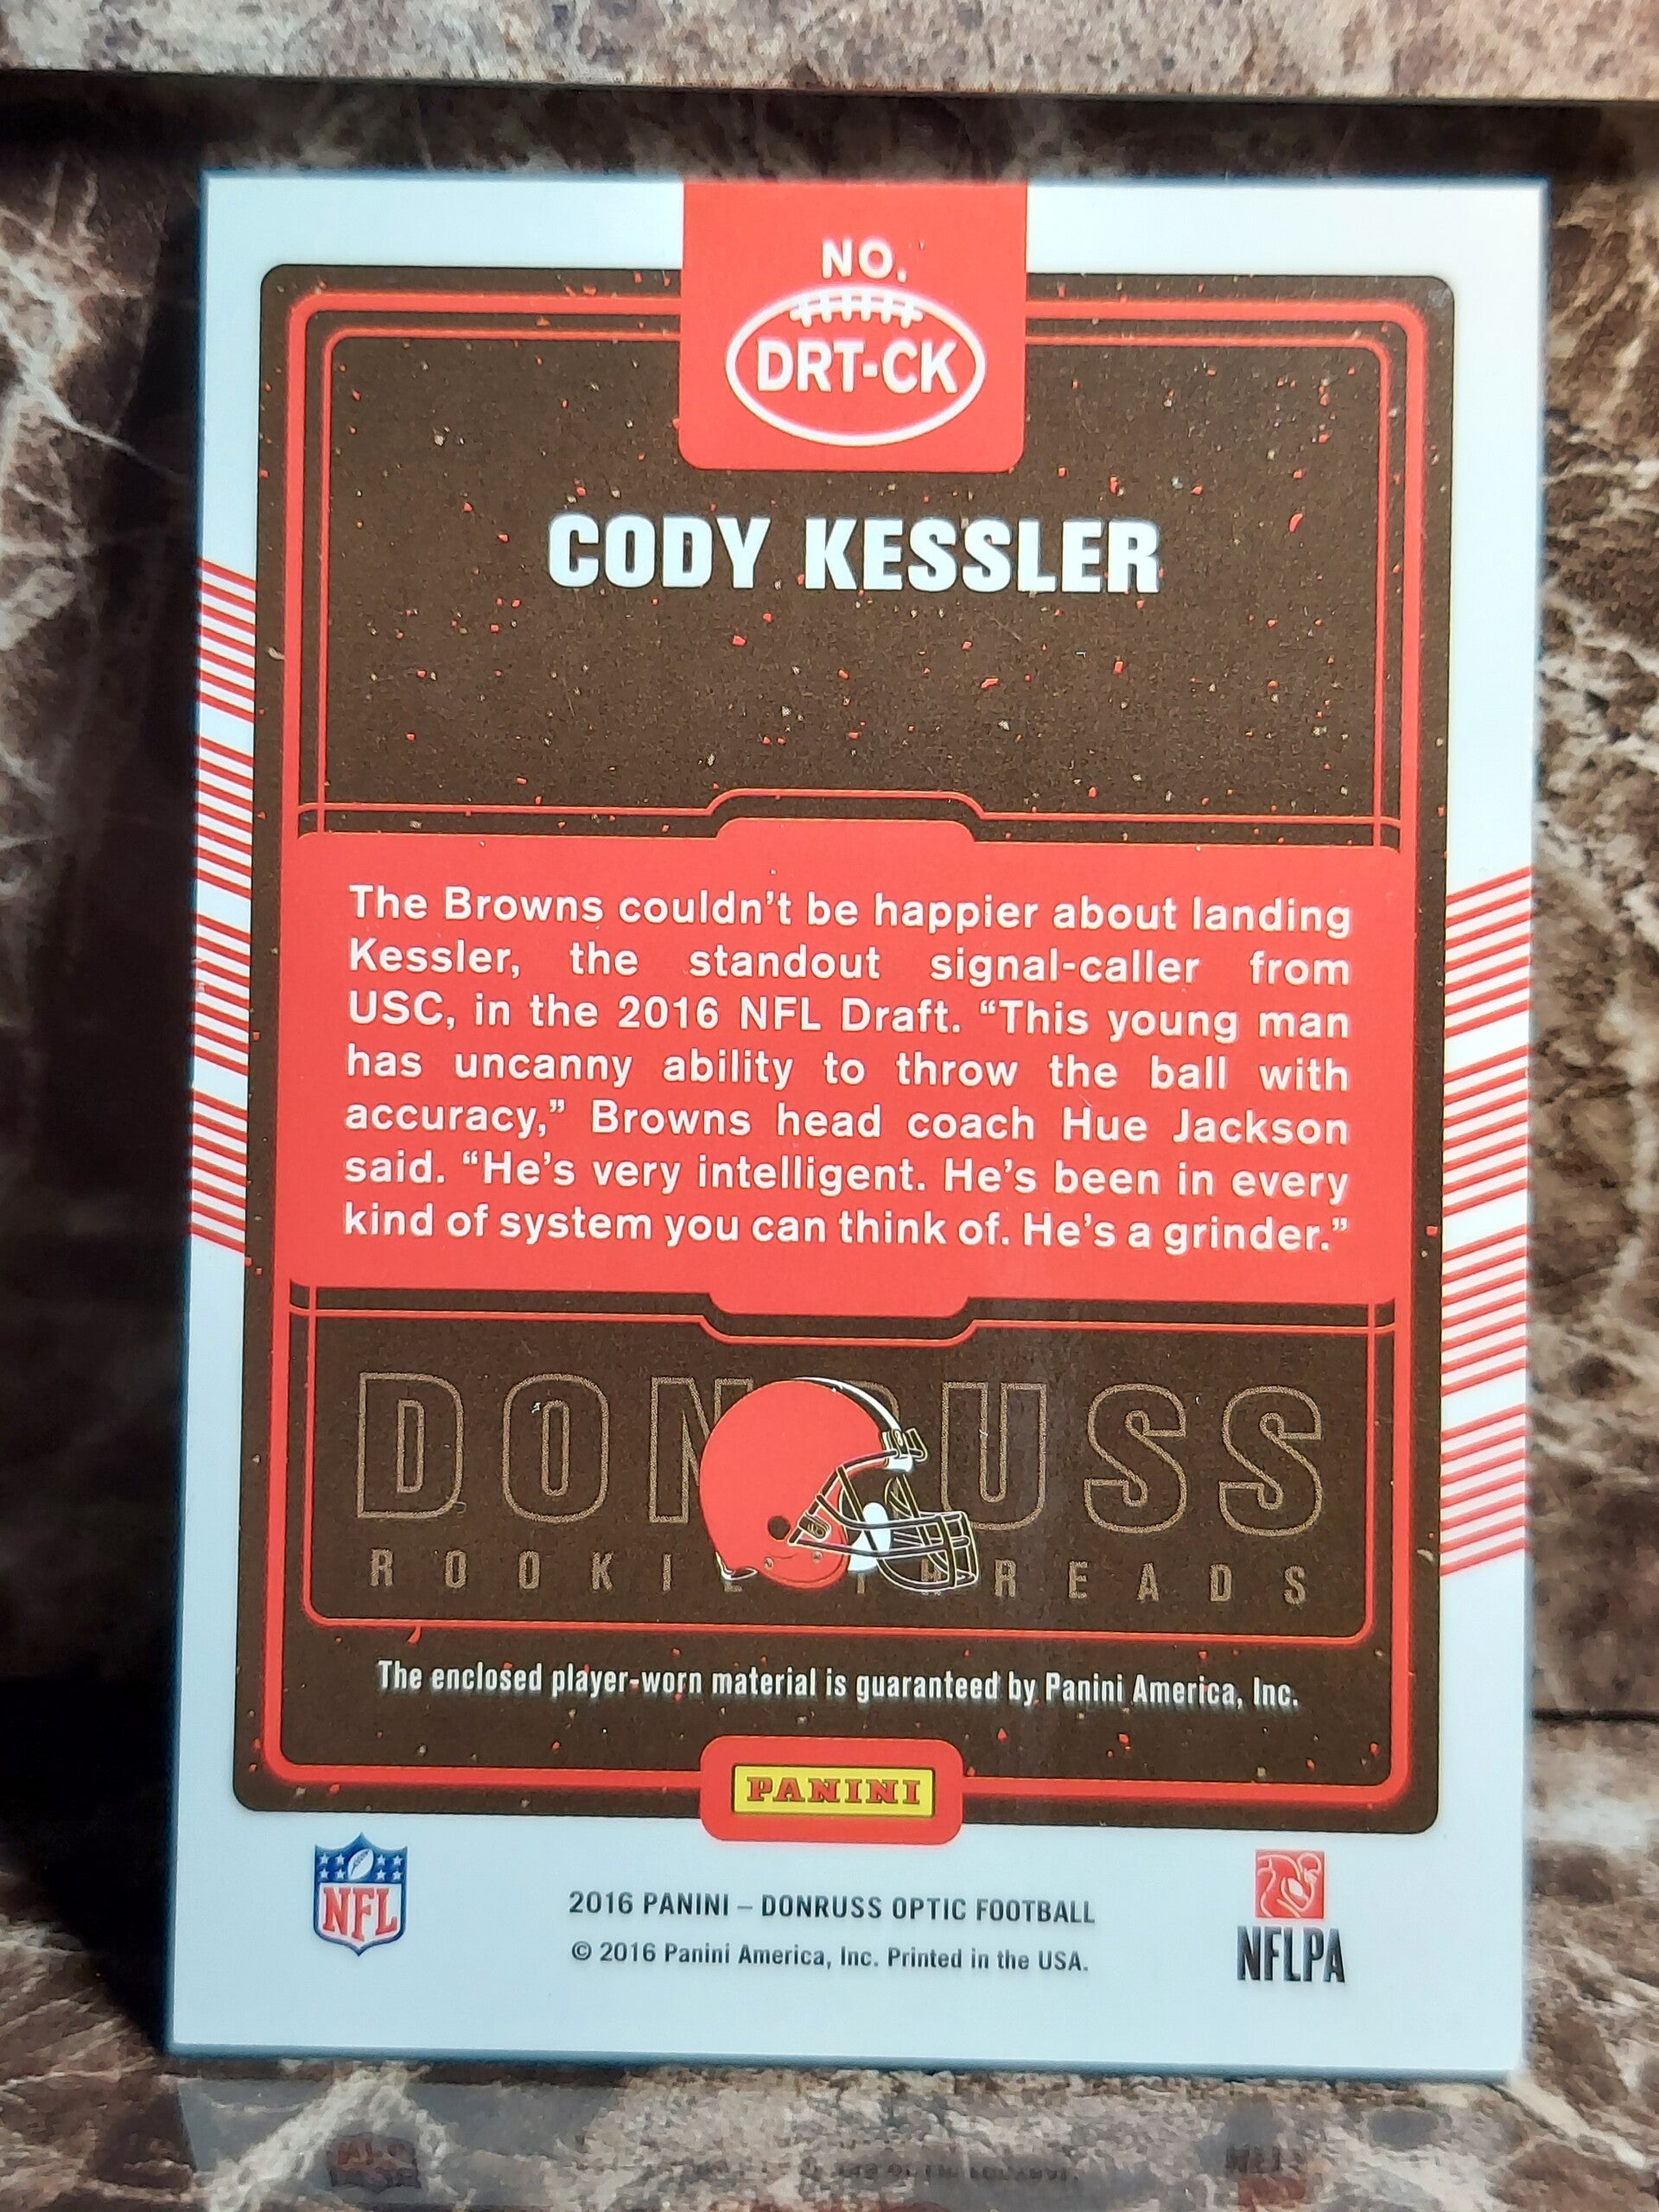 NO.
DRT-CK
CODY KESSLER
The Browns couldn't be happier about landing
Kessler, the standout signal-caller from
USC, in the 2016 NFL Draft. “This young man
has uncanny ability to throw the ball with
accuracy,” Browns head coach Hue Jackson
said. “He's very intelligent. He's been in every
kind of system you can think of. He's a grinder.”
DONRUSS
ROOKIE THREADS
The enclosed player-worn material is guaranteed by Panini America, Inc.
PANINI
NFL
2016 PANINI – DONRUSS OPTIC FOOTBALL
© 2016 Panini America, Inc. Printed in the USA.
NFLPA